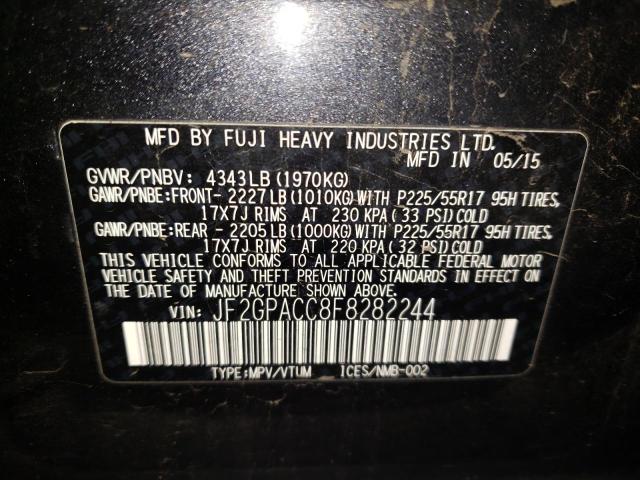 MFD BY FUJI HEAVY INDUSTRIES LTD.
MFD IN 05/15
GVWR/PNBV: 4343LB (1970KG)
GAWR/PNBE:FRONT- 2227LB (1010KG) WITH P225/55R17 95H TIRES,
17X7J RIMS AT 230 KPA (33 PSI) COLD
GAWR/PNBE:REAR - 2205LB (1000KG) WITH P225/55R17 95H TIRES,
17X7J RIMS AT 220 KPA (32 PSI) COLD
THIS VEHICLE CONFORMS TO ALL APPLICABLE FEDERAL MOTOR
VEHICLE SAFETY AND THEFT PREVENTION STANDARDS IN EFFECT ON
THE DATE OF MANUFACTURE SHOWN ABOVE.
VIN: JF2GPACC8F8282244
TYPE:MPV/VTUM ICES/NMB-002